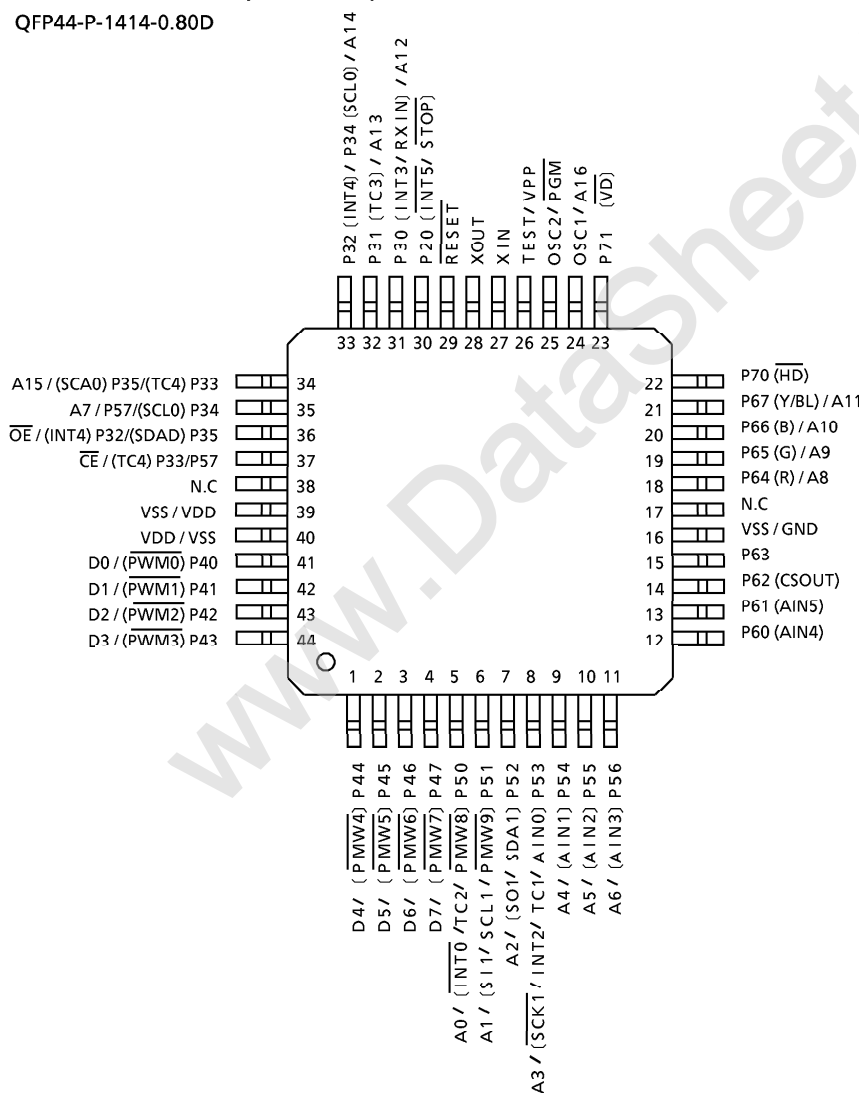 QFP44-P-1414-0.80D
P32 (INT4) / P34 (SCL0) / A14
P31 (TC3) / A13
P30 (INT3/RXIN) / A12
P20 (INT5/STOP)
RESET
XOUT
XIN
TEST/VPP
OSC2/PGM
OSC1/A16
P71 (VD)
33 32 31 30 29 28 27 26 25 24 23
A15 / (SCA0) P35/(TC4) P33 34
A7 / P57/(SCL0) P34 35
OE / (INT4) P32/(SDAD) P35 36
CE / (TC4) P33/P57 37
N.C 38
VSS / VDD 39
VDD / VSS 40
D0 / (PWM0) P40 41
D1 / (PWM1) P41 42
D2 / (PWM2) P42 43
D3 / (PWM3) P43 44
22 P70 (HD)
21 P67 (Y/BL) / A11
20 P66 (B) / A10
19 P65 (G) / A9
18 P64 (R) / A8
17 N.C
16 VSS / GND
15 P63
14 P62 (CSOUT)
13 P61 (AIN5)
12 P60 (AIN4)
1 2 3 4 5 6 7 8 9 10 11
D4/ (PMW4) P44
D5/ (PMW5) P45
D6/ (PMW6) P46
D7/ (PMW7) P47
A0/ (INT0/TC2/PMW8) P50
A1/ (SI1/SCL1/PMW9) P51
A2/ (SO1/SDA1) P52
A3/ (SCK1/INT2/TC1/AIN0) P53
A4/ (AIN1) P54
A5/ (AIN2) P55
A6/ (AIN3) P56
www.DataSheet